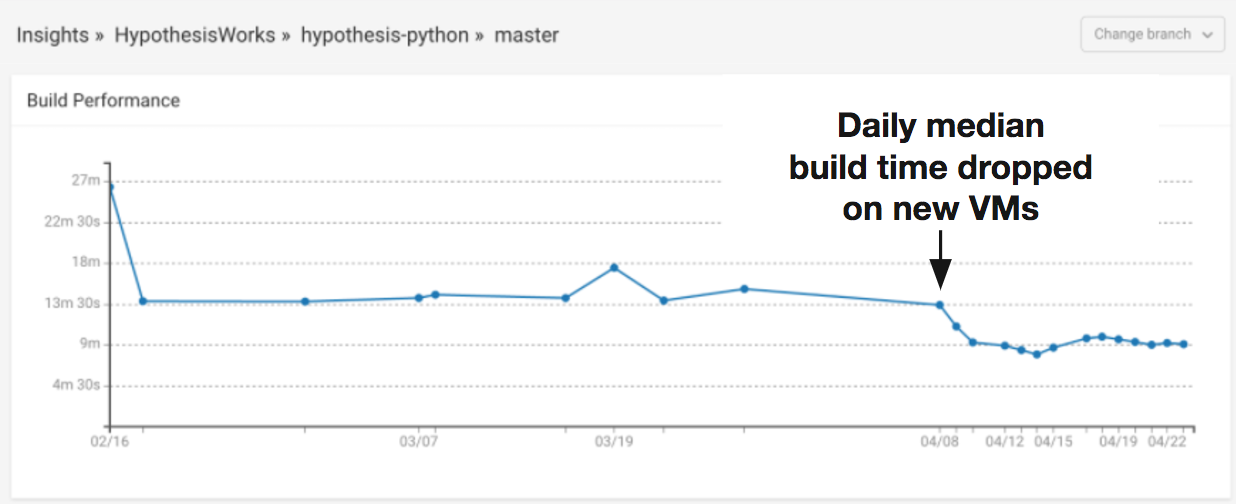 Insights » HypothesisWorks » hypothesis-python » master
Change branch
Build Performance
Daily median
build time dropped
on new VMs
27m
22m 30s
18m
13m 30s
9m
4m 30s
02/16 03/07 03/19 04/08 04/12 04/15 04/19 04/22